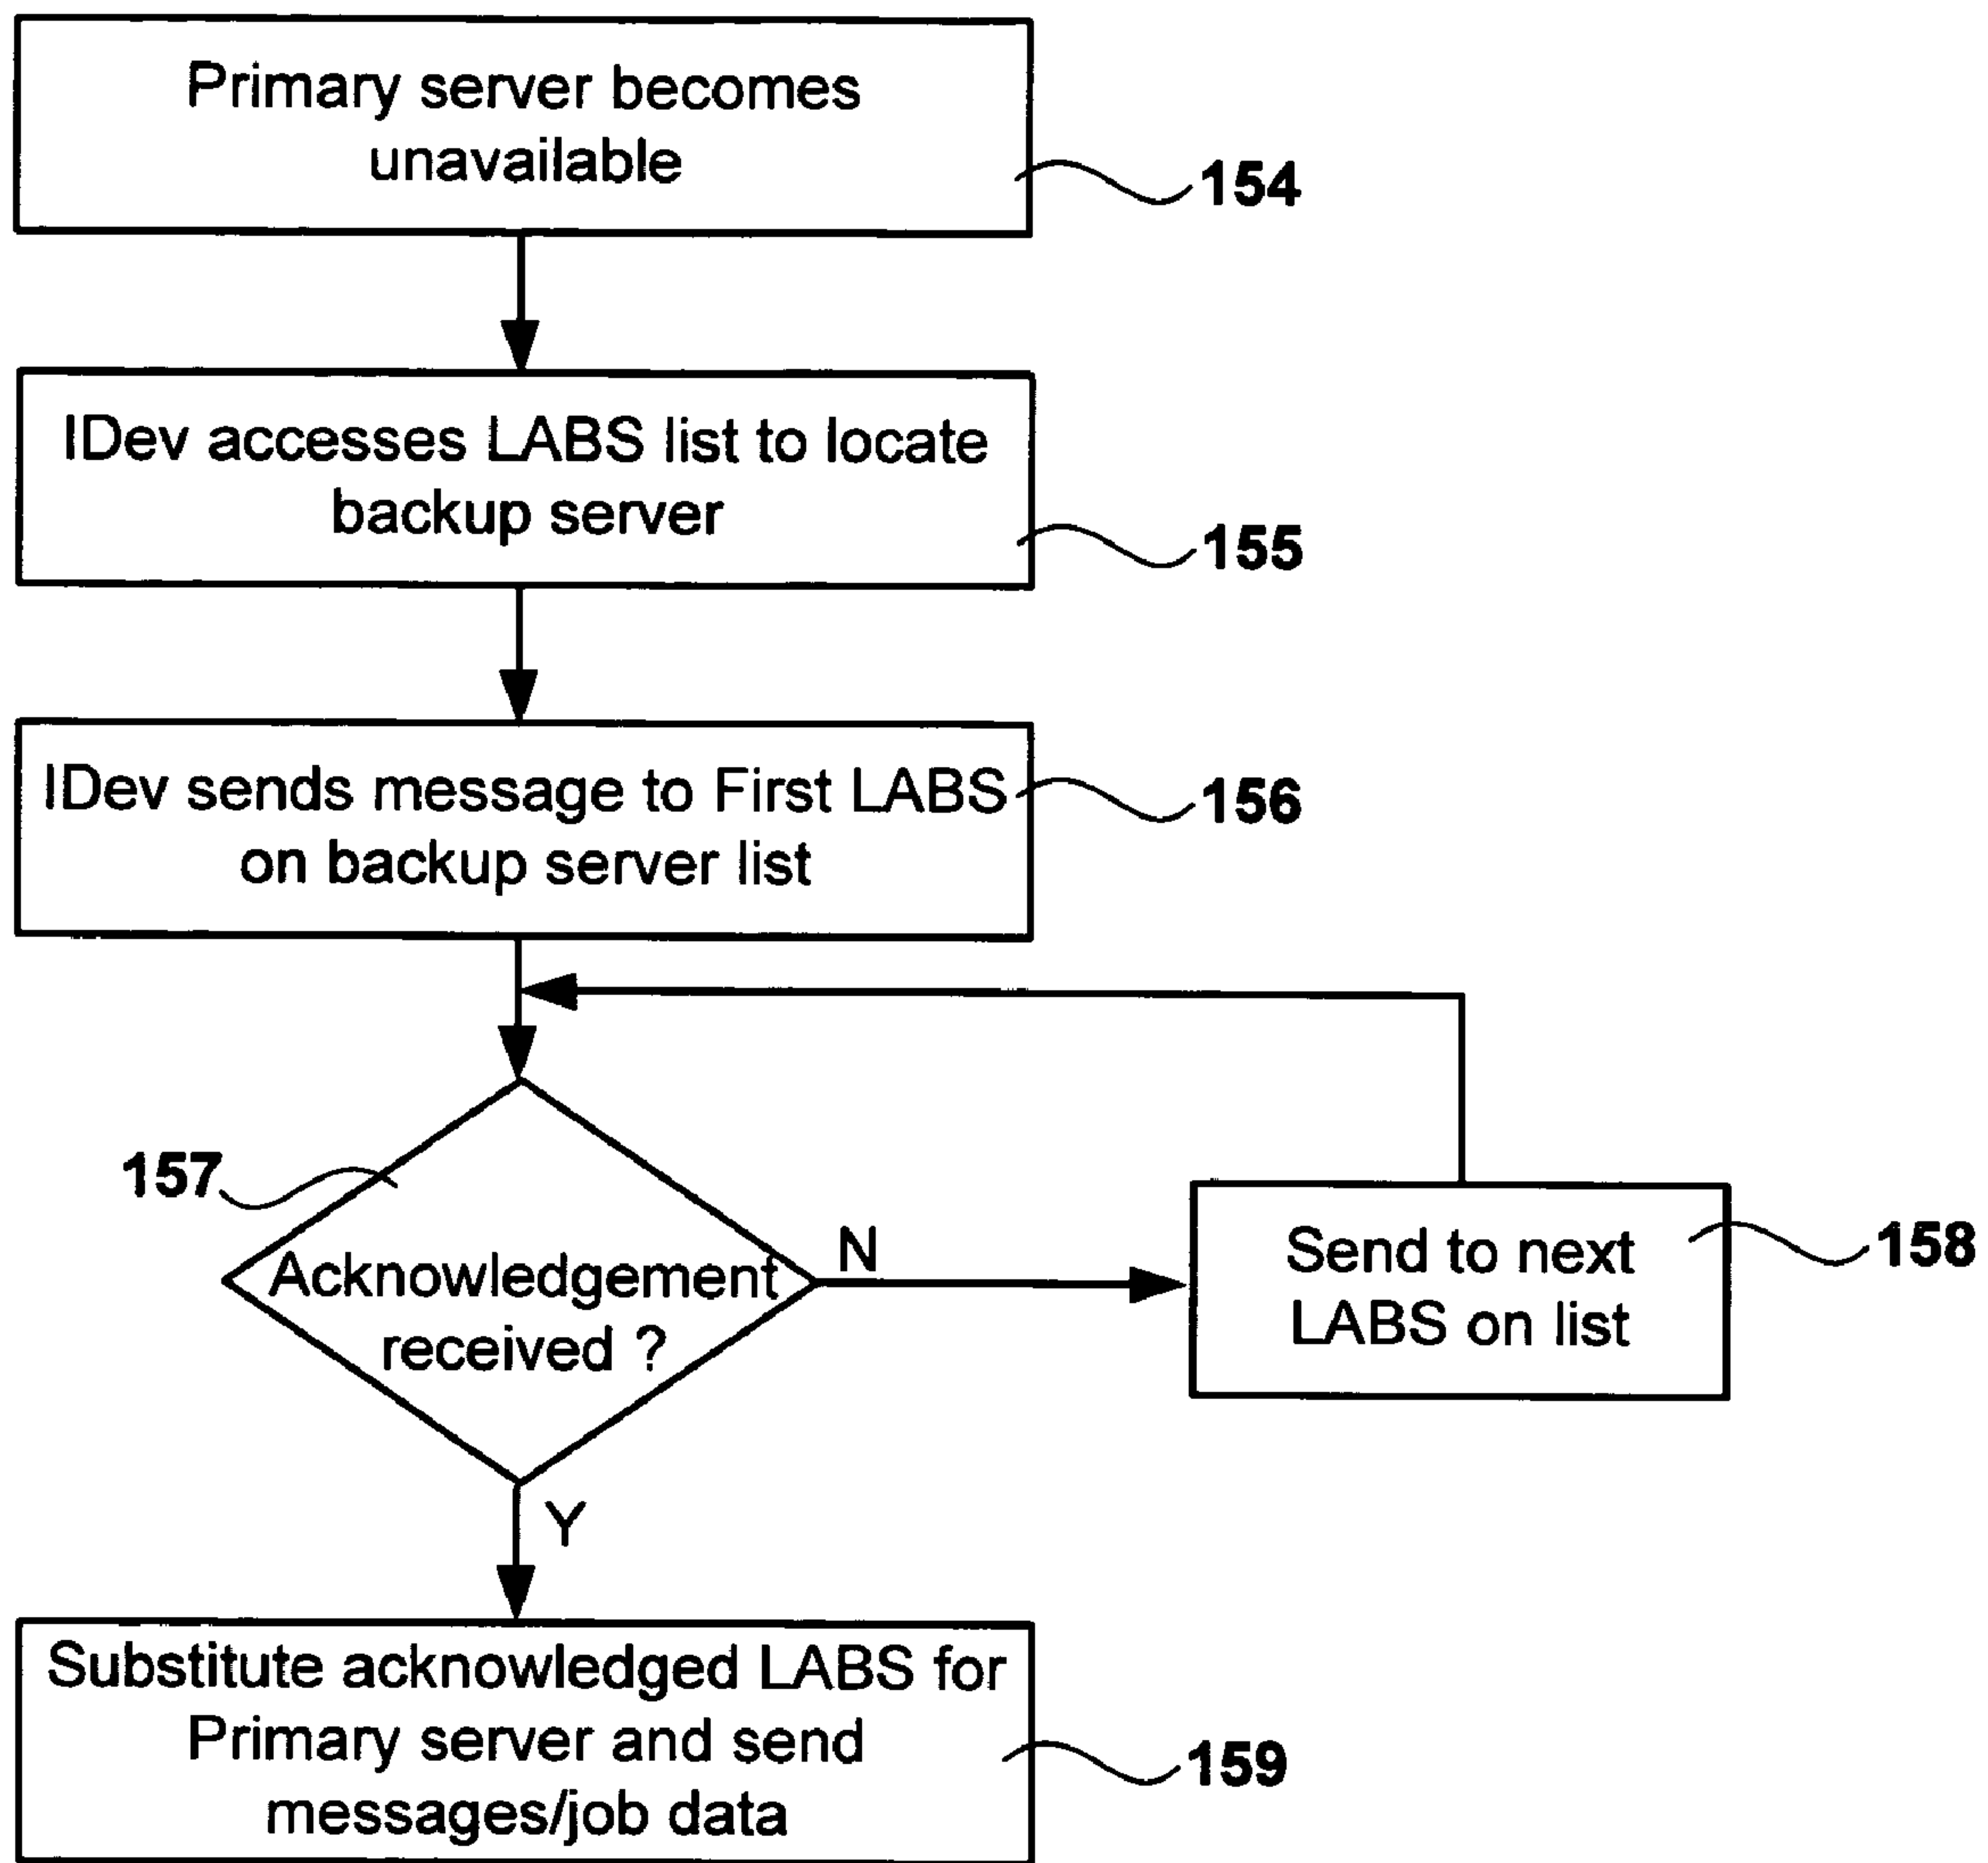 Primary server becomes
unavailable
154
IDev accesses LABS list to locate
backup server
155
IDev sends message to First LABS
on backup server list
156
157
Acknowledgement
received ?
N
Send to next
LABS on list
158
Y
Substitute acknowledged LABS for
Primary server and send
messages/job data
159